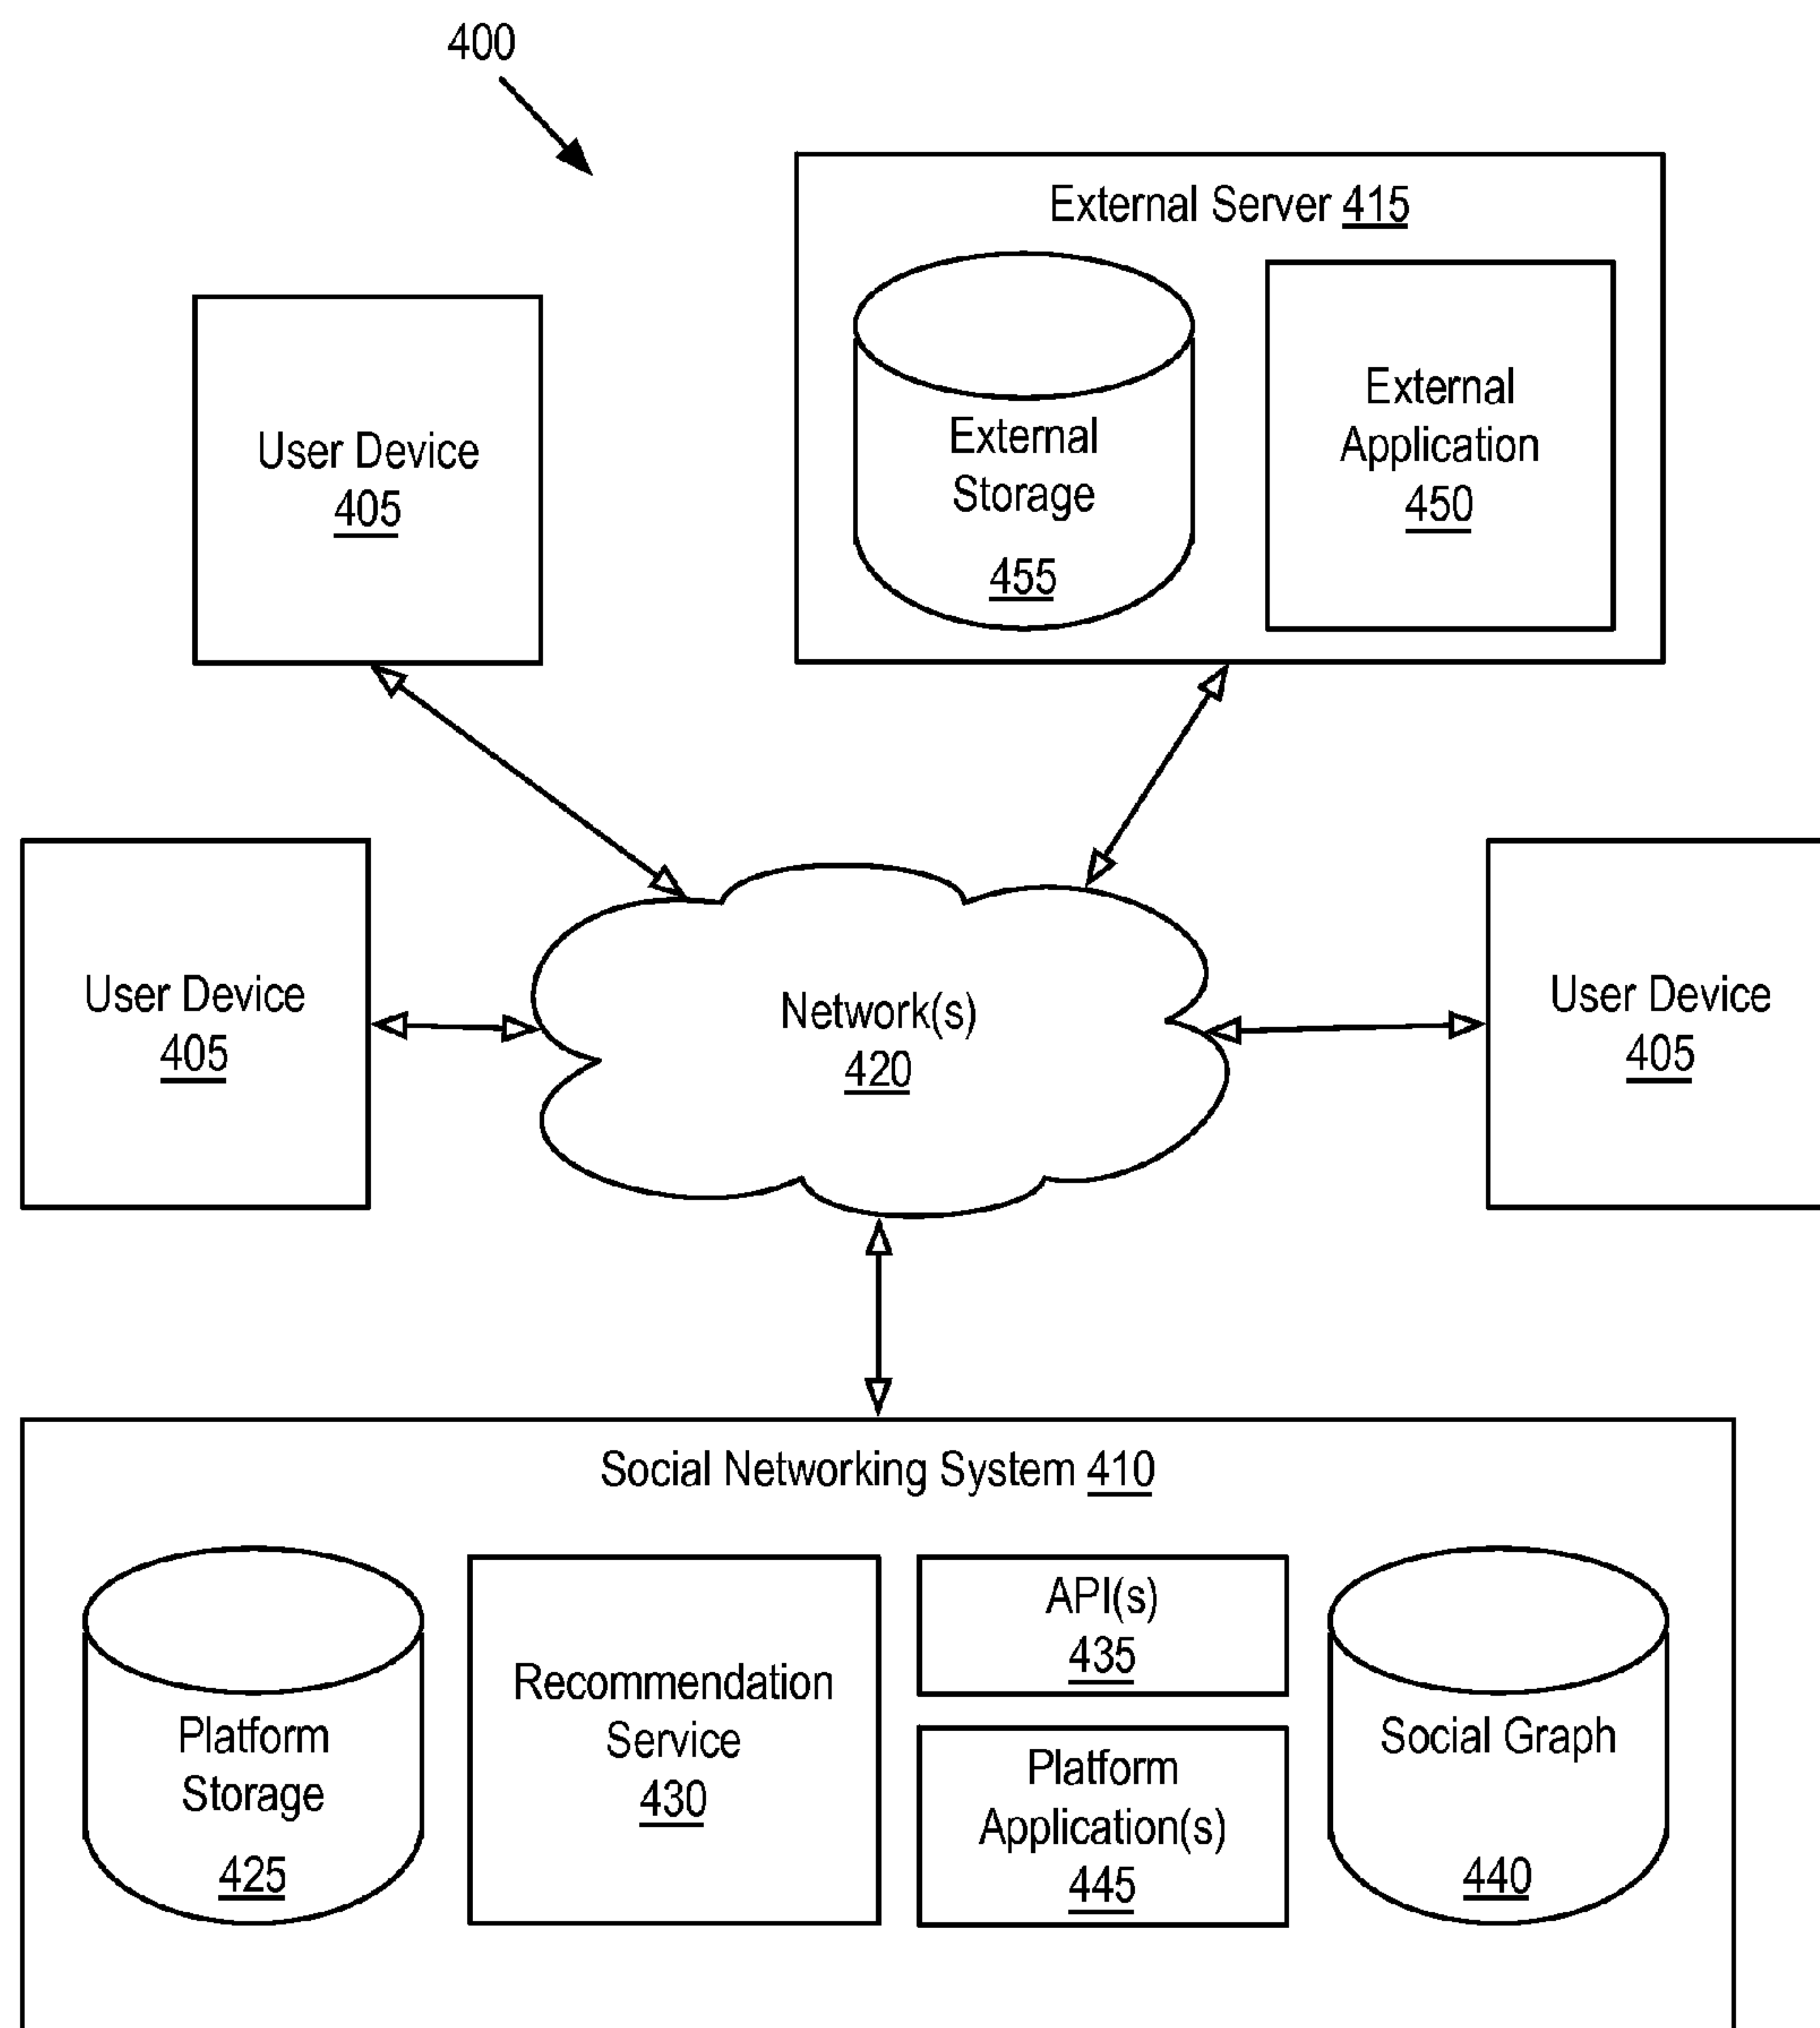 400
External Server 415
External
Storage
455
External
Application
450
User Device
405
User Device
405
Network(s)
420
User Device
405
Social Networking System 410
Platform
Storage
425
Recommendation
Service
430
API(s)
435
Platform
Application(s)
445
Social Graph
440